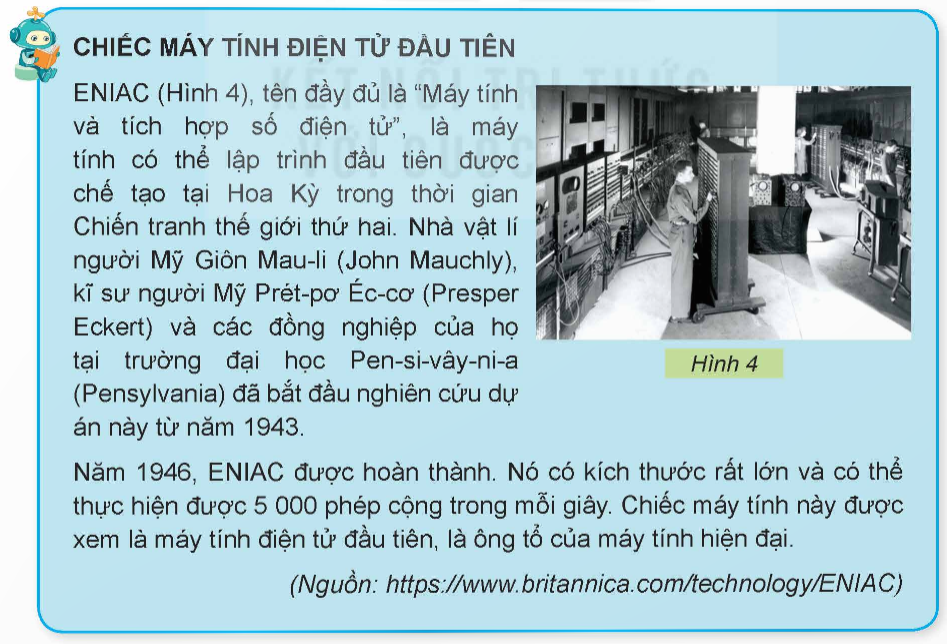 CHIẾC MÁY TÍNH ĐIỆN TỬ ĐẦU TIÊN
KẾT NỐI TRI THỨC
VỚI CUỘC
ENIAC (Hình 4), tên đầy đủ là “Máy tính
và tích hợp số điện tử”, là máy
tính có thể lập trình đầu tiên được
chế tạo tại Hoa Kỳ trong thời gian
Chiến tranh thế giới thứ hai. Nhà vật lí
người Mỹ Giôn Mau-li (John Mauchly),
kĩ sư người Mỹ Prét-pơ Éc-cơ (Presper
Eckert) và các đồng nghiệp của họ
tại trường đại học Pen-si-vây-ni-a
(Pensylvania) đã bắt đầu nghiên cứu dự
án này từ năm 1943.
Hình 4
Năm 1946, ENIAC được hoàn thành. Nó có kích thước rất lớn và có thể
thực hiện được 5 000 phép cộng trong mỗi giây. Chiếc máy tính này được
xem là máy tính điện tử đầu tiên, là ông tổ của máy tính hiện đại.
(Nguồn: https://www.britannica.com/technology/ENIAC)